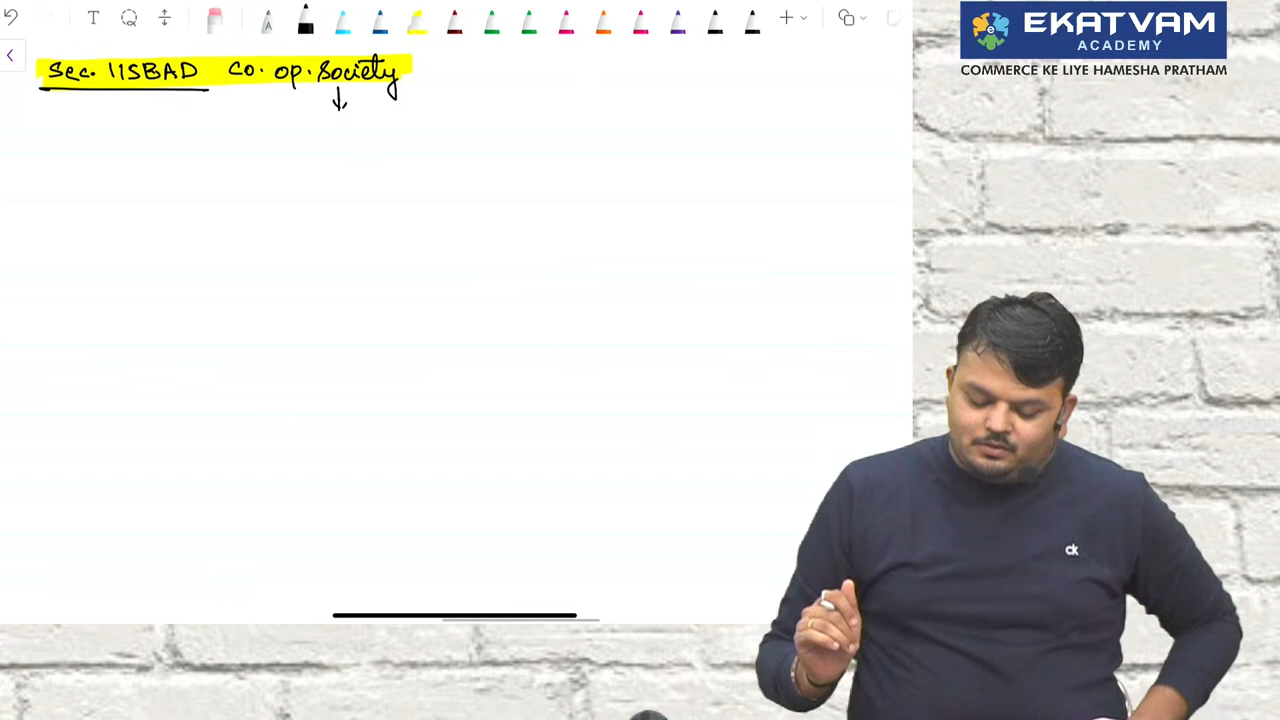 EKATVAM
ACADEMY
COMMERCE KE LIYE HAMESHA PRATHAM
Sec. 115BAD Co. op. Society
T
A
e
ck